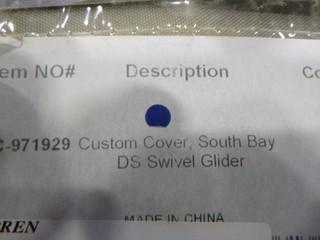 em NO# Description Co
C-971929 Custom Cover, South Bay
DS Swivel Glider
MADE IN CHINA
REN